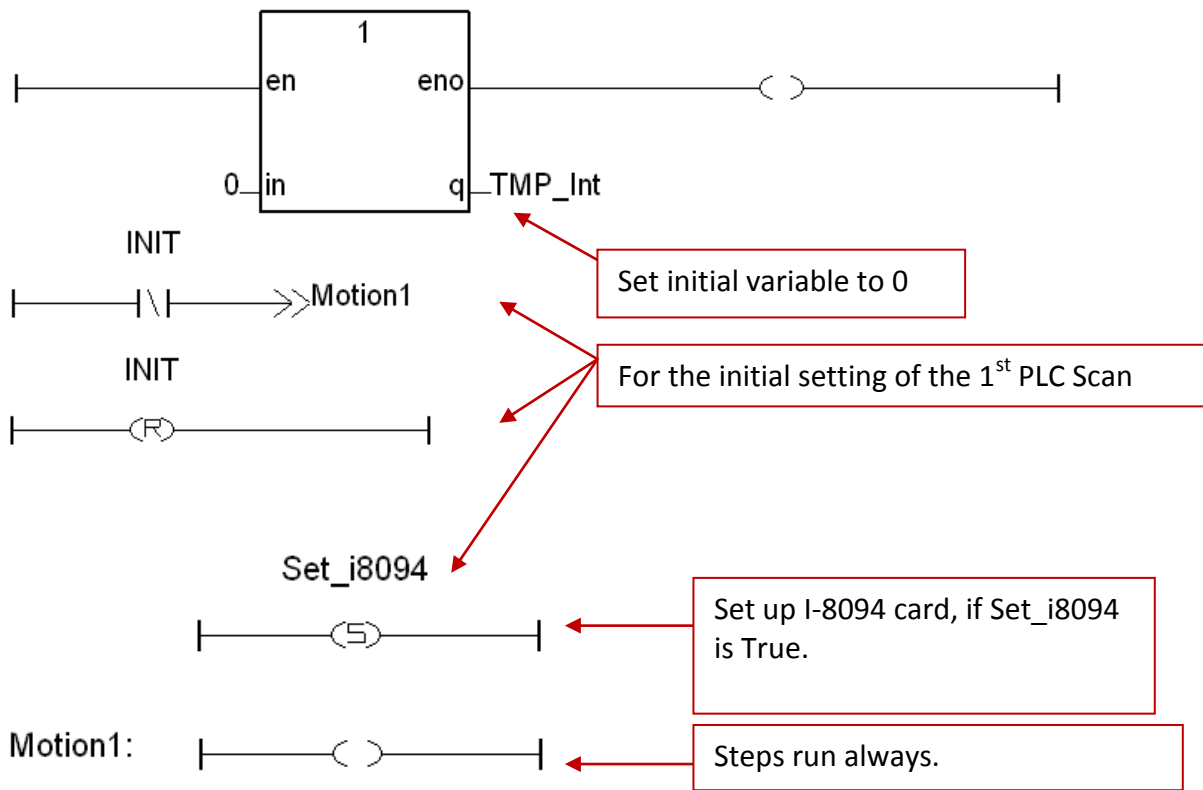 1
en eno
0 in q TMP_Int
INIT
Set initial variable to 0
\ Motion1
INIT
For the initial setting of the 1st PLC Scan
R
Set_i8094
Set up I-8094 card, if Set_i8094
is True.
S
Motion1:
Steps run always.